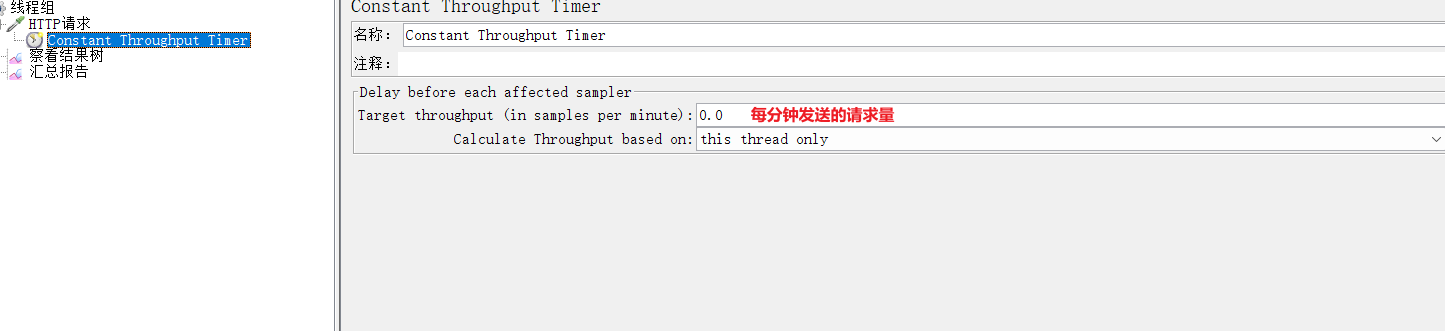 线程组
HTTP请求
Constant Throughput Timer
察看结果树
汇总报告
Constant Throughput Timer
名称: Constant Throughput Timer
注释:
Delay before each affected sampler
Target throughput (in samples per minute): 0.0 每分钟发送的请求量
Calculate Throughput based on: this thread only